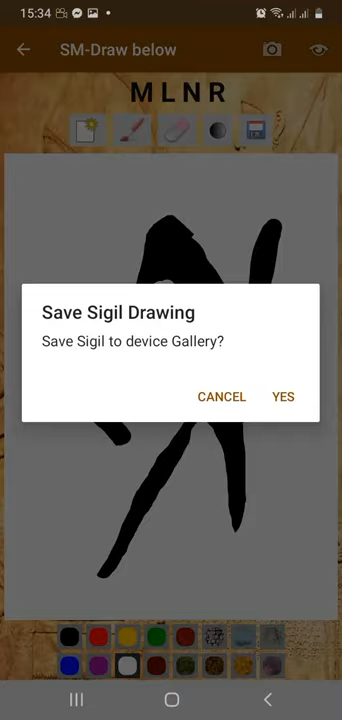 15:34
SM-Draw below
MLNR
Save Sigil Drawing
Save Sigil to device Gallery?
CANCEL YES